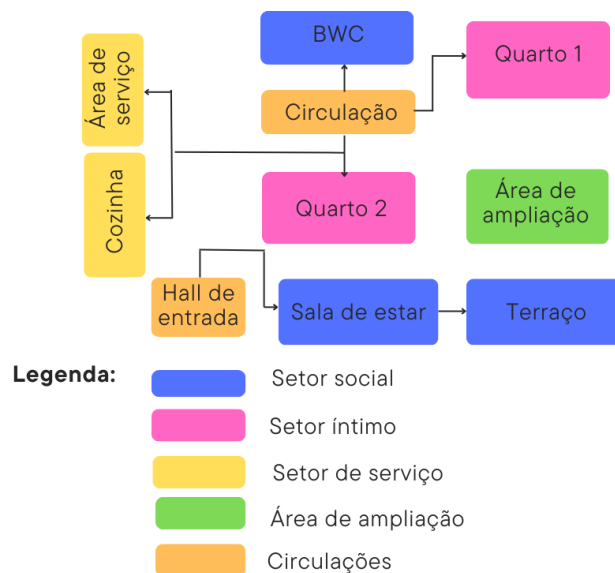 BWC
Quarto 1
Área de
serviço
Circulação
Cozinha
Quarto 2
Área de
ampliação
Hall de
entrada
Sala de estar
Terraço
Legenda:
Setor social
Setor íntimo
Setor de serviço
Área de ampliação
Circulações